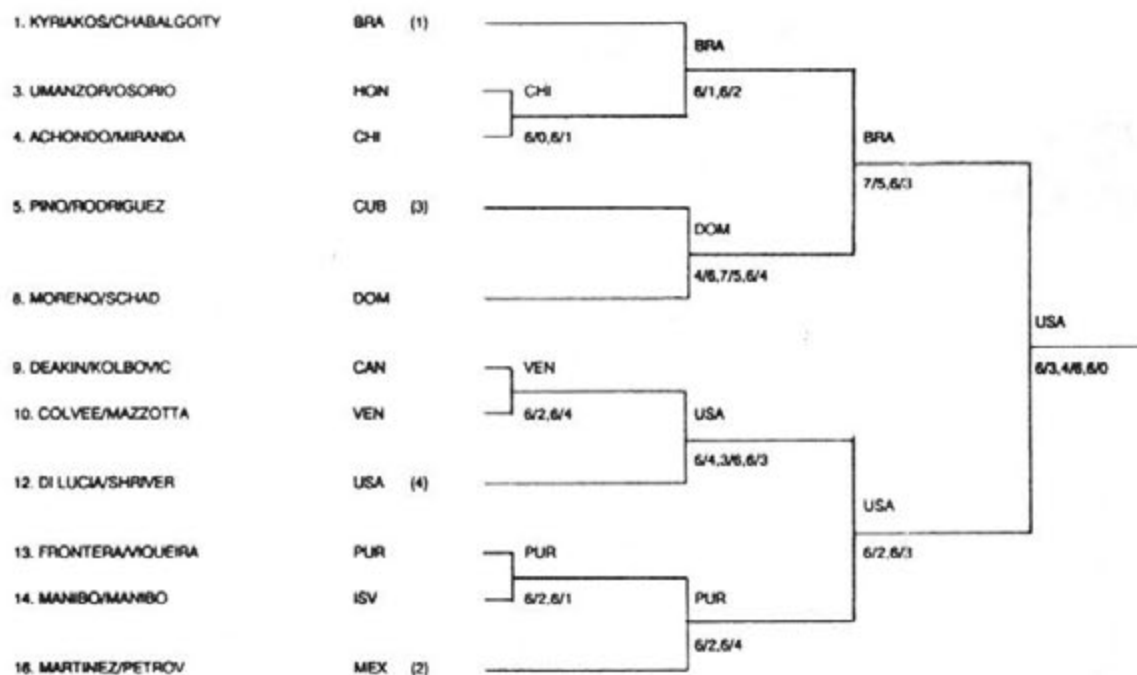 1. KYRIAKOS/CHABALGOITY BRA (1)
BRA
6/1,6/2
3. UMANZOR/OSORIO HON
CHI
6/0,6/1
4. ACHONDO/MIRANDA CHI
BRA
7/5,6/3
5. PINO/RODRIGUEZ CUB (3)
DOM
4/6,7/5,6/4
8. MORENO/SCHAD DOM
USA
6/3,4/6,6/0
9. DEAKIN/KOLBOVIC CAN
VEN
6/2,6/4
10. COLVEE/MAZZOTTA VEN
USA
6/4,3/6,6/3
12. DI LUCIA/SHRIVER USA (4)
USA
6/2,6/3
13. FRONTERA/VIQUEIRA PUR
PUR
6/2,6/1
14. MANIBO/MANIBO ISV
PUR
6/2,6/4
16. MARTINEZ/PETROV MEX (2)